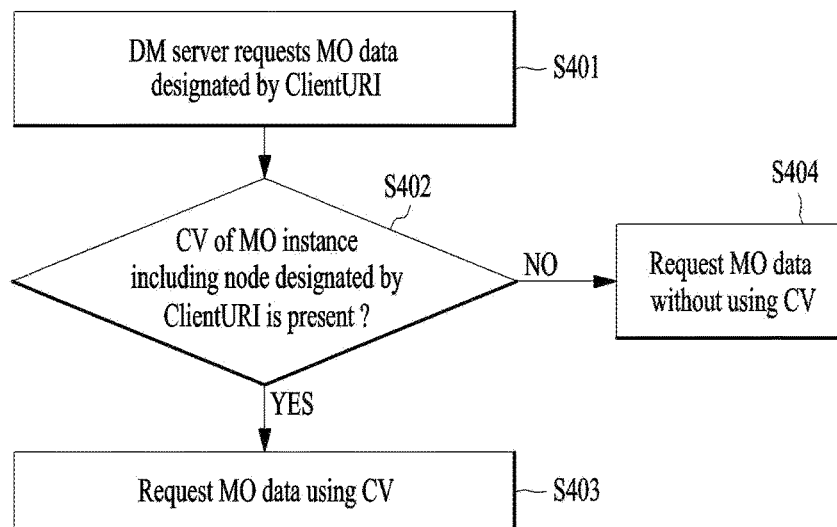 DM server requests MO data
designated by ClientURI
S401
S402
CV of MO instance
including node designated by
ClientURI is present ?
NO
S404
Request MO data
without using CV
YES
Request MO data using CV
S403